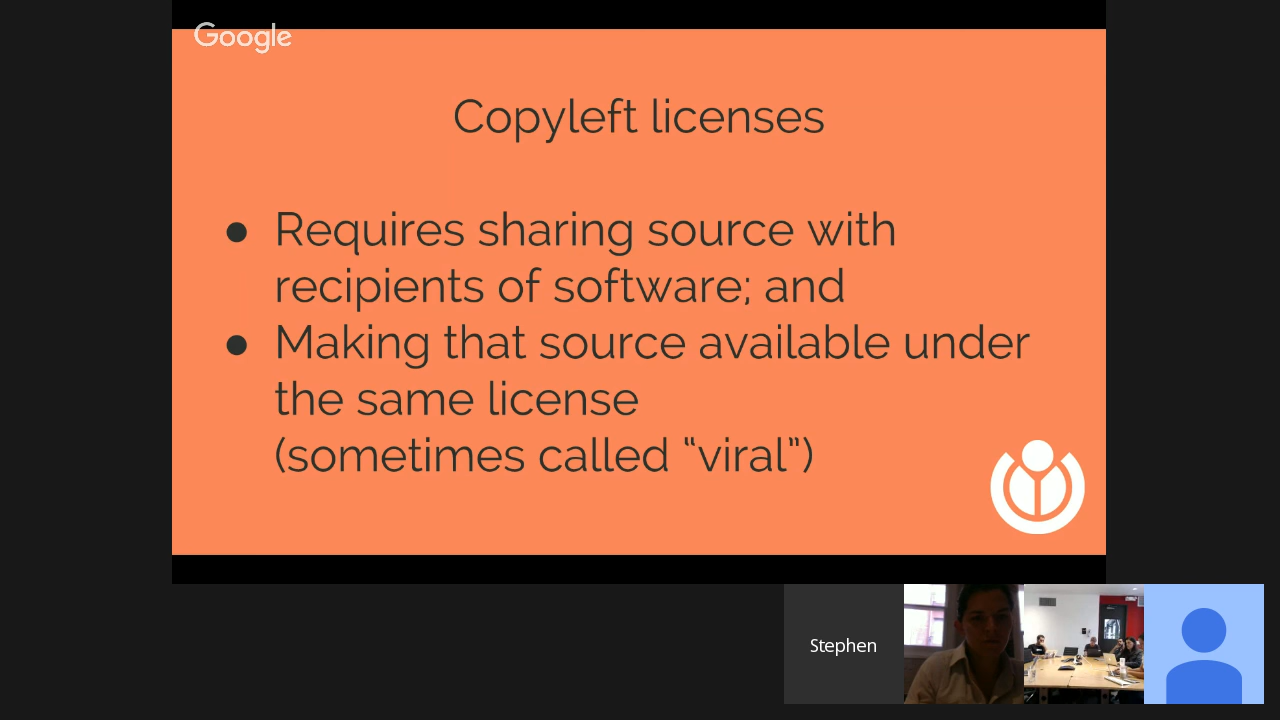 Google
Copyleft licenses
● Requires sharing source with
recipients of software; and
● Making that source available under
the same license
(sometimes called “viral”)
Stephen